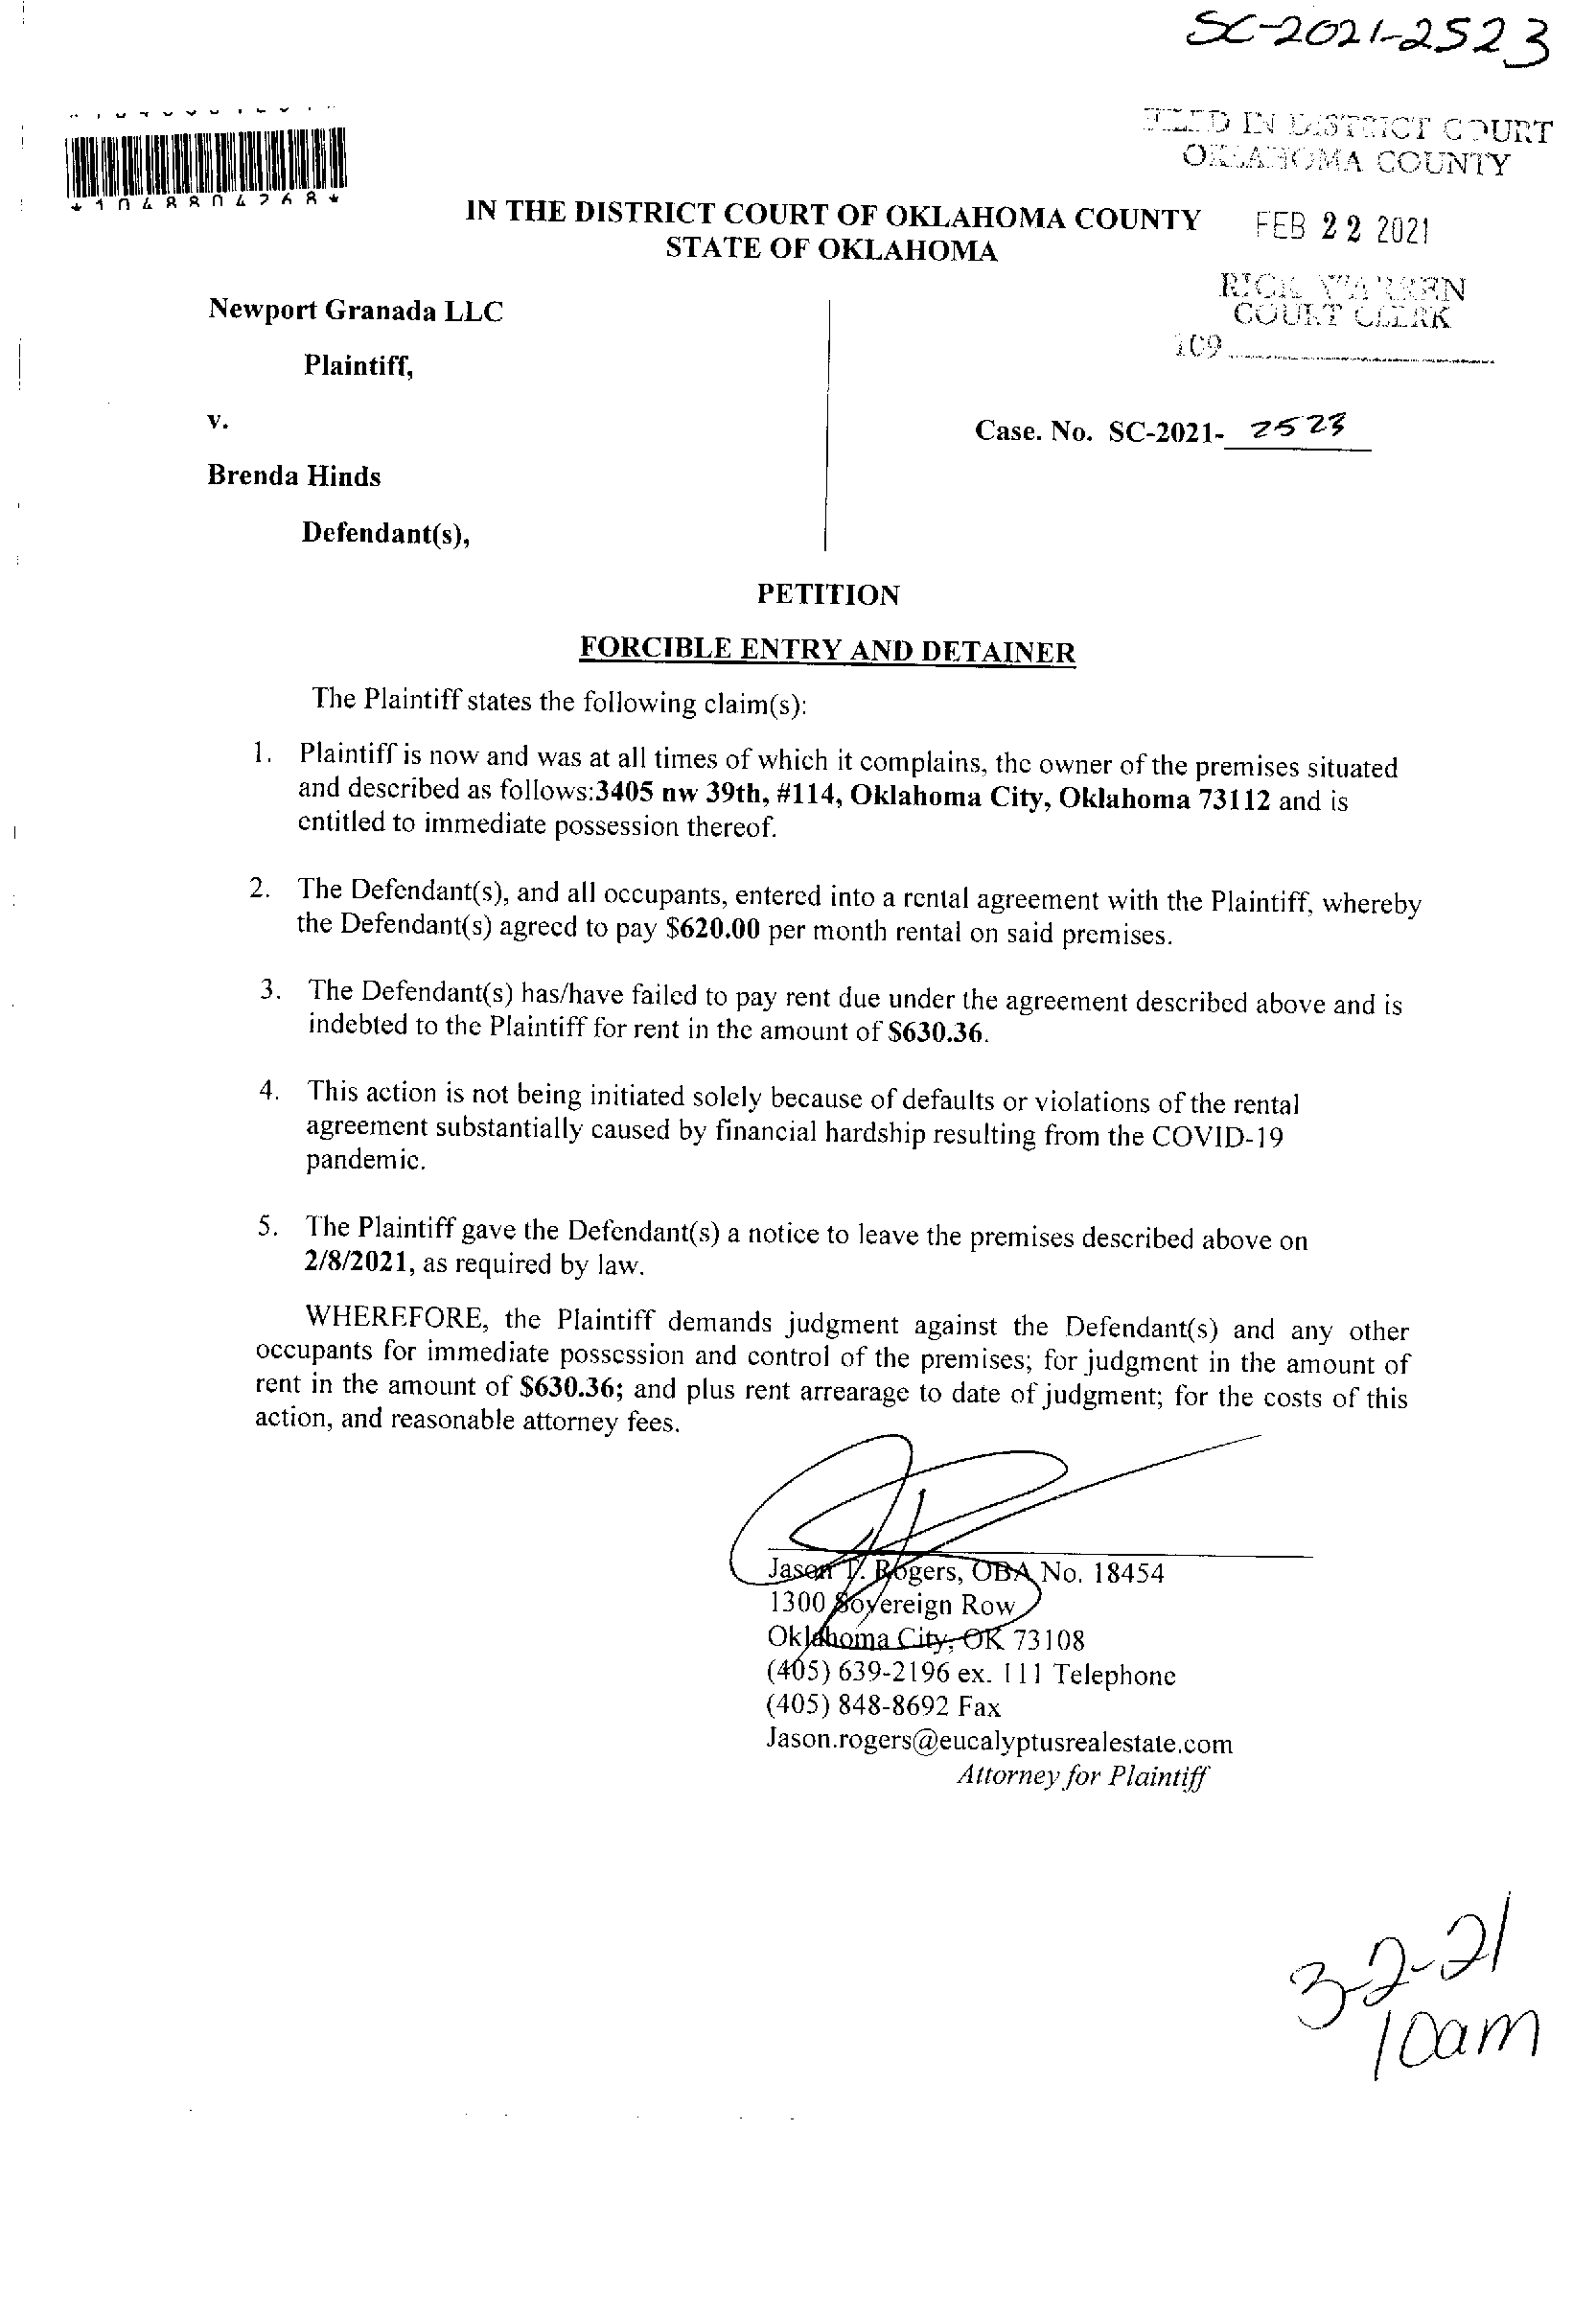 SC-2021-2523
FILED IN DISTRICT COURT
OKLAHOMA COUNTY
*1048804268*
IN THE DISTRICT COURT OF OKLAHOMA COUNTY
STATE OF OKLAHOMA
FEB 22 2021
RICK WARREN
COURT CLERK
109
Newport Granada LLC
Plaintiff,
v.
Case. No. SC-2021- 2523
Brenda Hinds
Defendant(s),
PETITION
FORCIBLE ENTRY AND DETAINER
The Plaintiff states the following claim(s):
1. Plaintiff is now and was at all times of which it complains, the owner of the premises situated
and described as follows:3405 nw 39th, #114, Oklahoma City, Oklahoma 73112 and is
entitled to immediate possession thereof.
2. The Defendant(s), and all occupants, entered into a rental agreement with the Plaintiff, whereby
the Defendant(s) agreed to pay $620.00 per month rental on said premises.
3. The Defendant(s) has/have failed to pay rent due under the agreement described above and is
indebted to the Plaintiff for rent in the amount of $630.36.
4. This action is not being initiated solely because of defaults or violations of the rental
agreement substantially caused by financial hardship resulting from the COVID-19
pandemic.
5. The Plaintiff gave the Defendant(s) a notice to leave the premises described above on
2/8/2021, as required by law.
WHEREFORE, the Plaintiff demands judgment against the Defendant(s) and any other
occupants for immediate possession and control of the premises; for judgment in the amount of
rent in the amount of $630.36; and plus rent arrearage to date of judgment; for the costs of this
action, and reasonable attorney fees.
Jason Rogers, OBA No. 18454
1300 Sovereign Row
Oklahoma City, OK 73108
(405) 639-2196 ex. 111 Telephone
(405) 848-8692 Fax
Jason.rogers@eucalyptusrealestate.com
Attorney for Plaintiff
3-2-21
10am